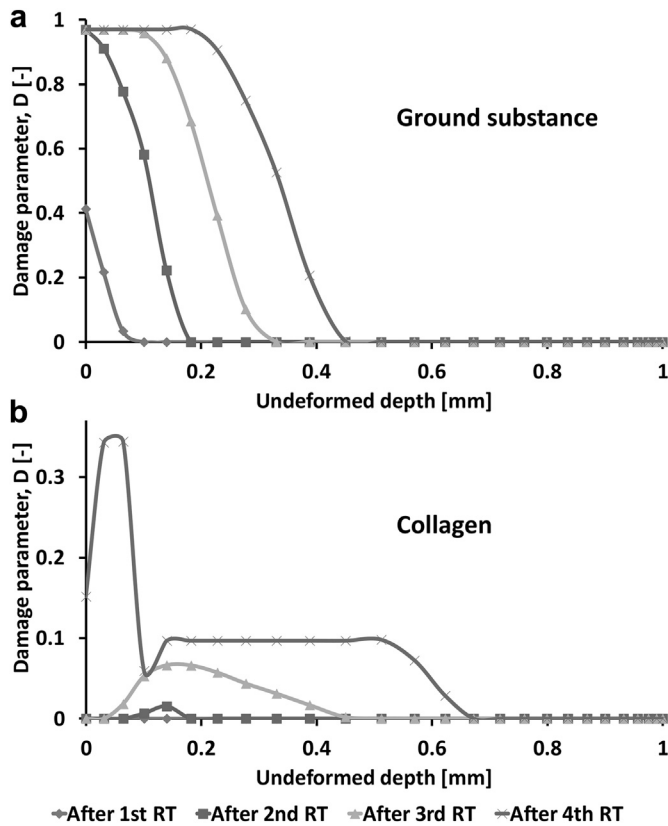 a
Damage parameter, D [-]
1
0.8
0.6
0.4
0.2
0
Ground substance
0 0.2 0.4 0.6 0.8 1
Undeformed depth [mm]
b
Damage parameter, D [-]
0.3
0.2
0.1
0
Collagen
0 0.2 0.4 0.6 0.8 1
Undeformed depth [mm]
After 1st RT After 2nd RT After 3rd RT After 4th RT